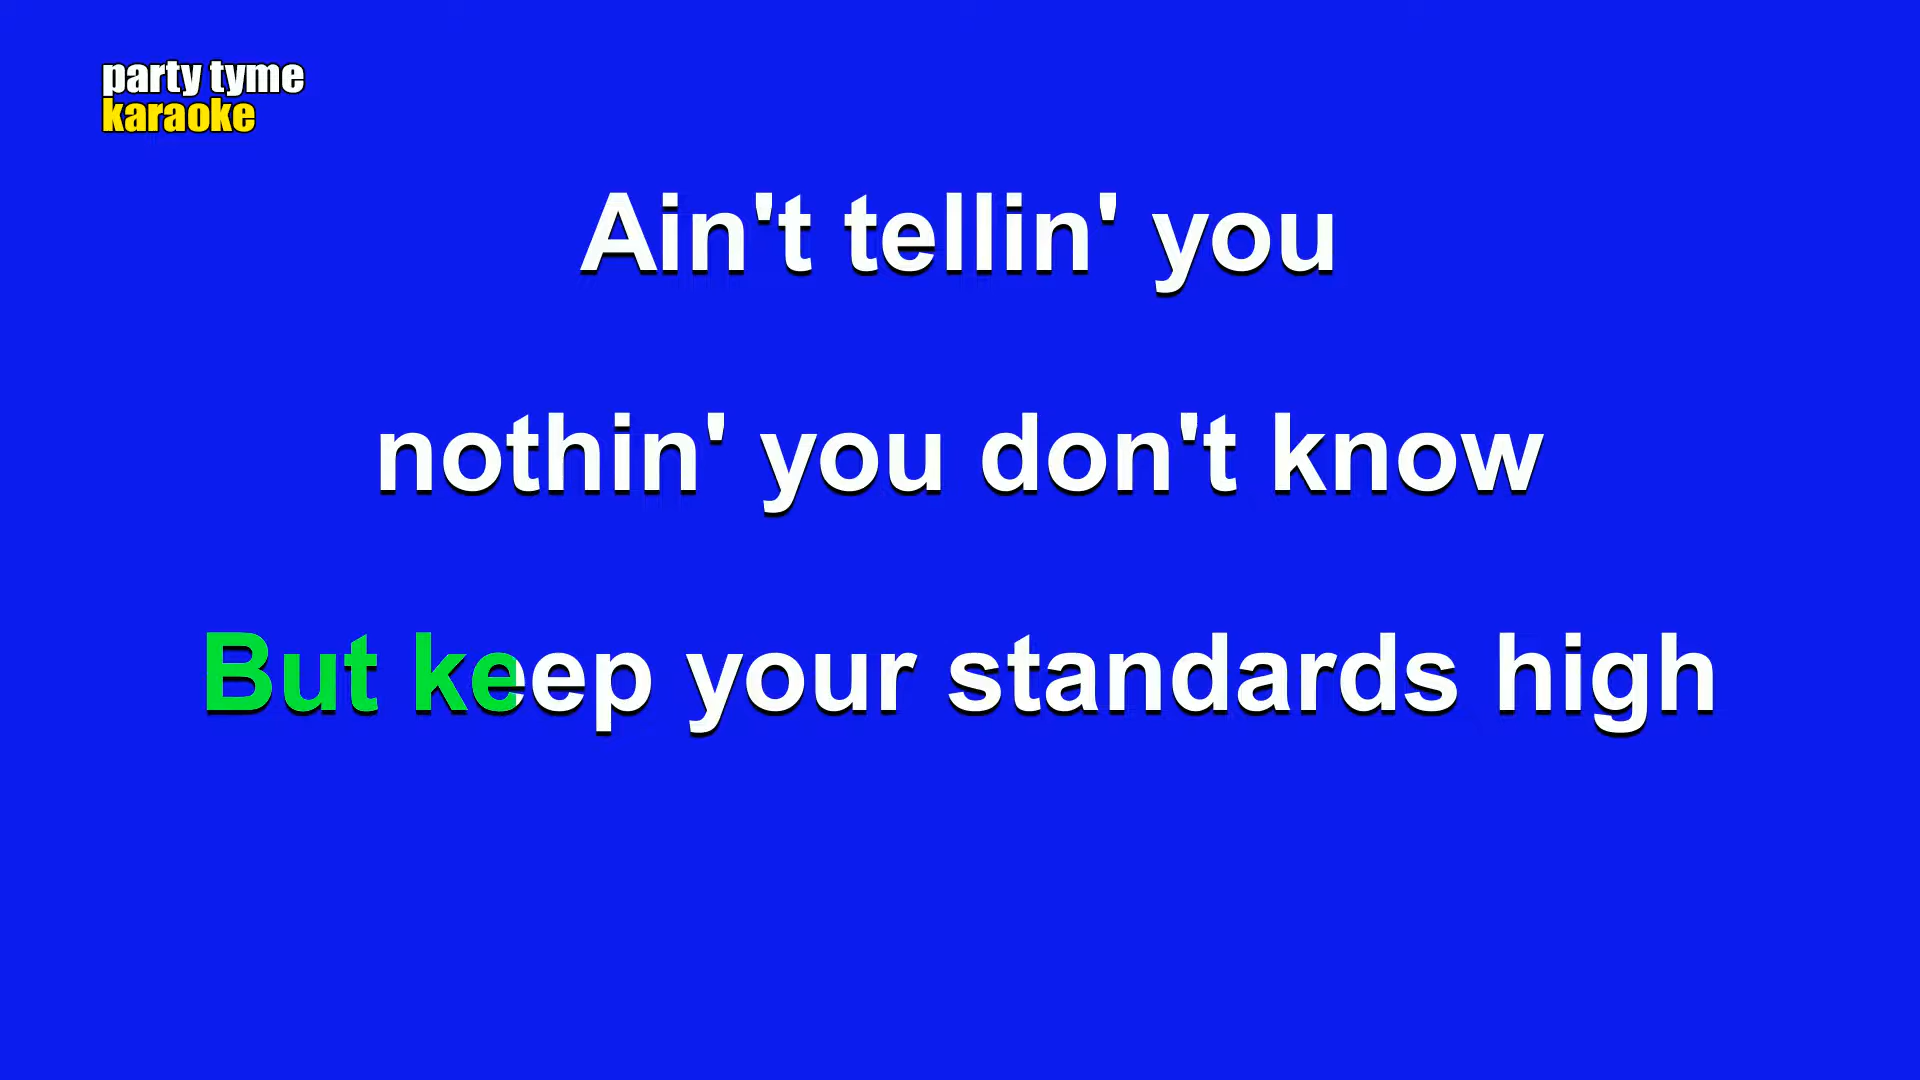 party tyme
karaoke
Ain't tellin' you
nothin' you don't know
But keep your standards high